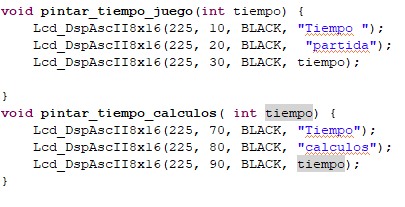 void pintar_tiempo_juego(int tiempo) {
    Lcd_DspAscII8x16(225, 10, BLACK, "Tiempo ");
    Lcd_DspAscII8x16(225, 20, BLACK,  "partida");
    Lcd_DspAscII8x16(225, 30, BLACK, tiempo);

}
void pintar_tiempo_calculos( int tiempo) {
    Lcd_DspAscII8x16(225, 70, BLACK, "Tiempo");
    Lcd_DspAscII8x16(225, 80, BLACK, "calculos");
    Lcd_DspAscII8x16(225, 90, BLACK, tiempo);
}